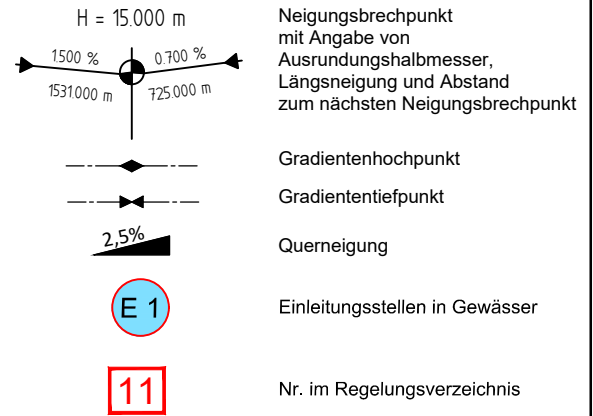 H = 15.000 m
1.500 % 0.700 %
1531.000 m 725.000 m
Neigungsbrechpunkt
mit Angabe von
Ausrundungshalbmesser,
Längsneigung und Abstand
zum nächsten Neigungsbrechpunkt
Gradientenhochpunkt
Gradiententiefpunkt
2,5% Querneigung
E 1 Einleitungsstellen in Gewässer
11 Nr. im Regelungsverzeichnis